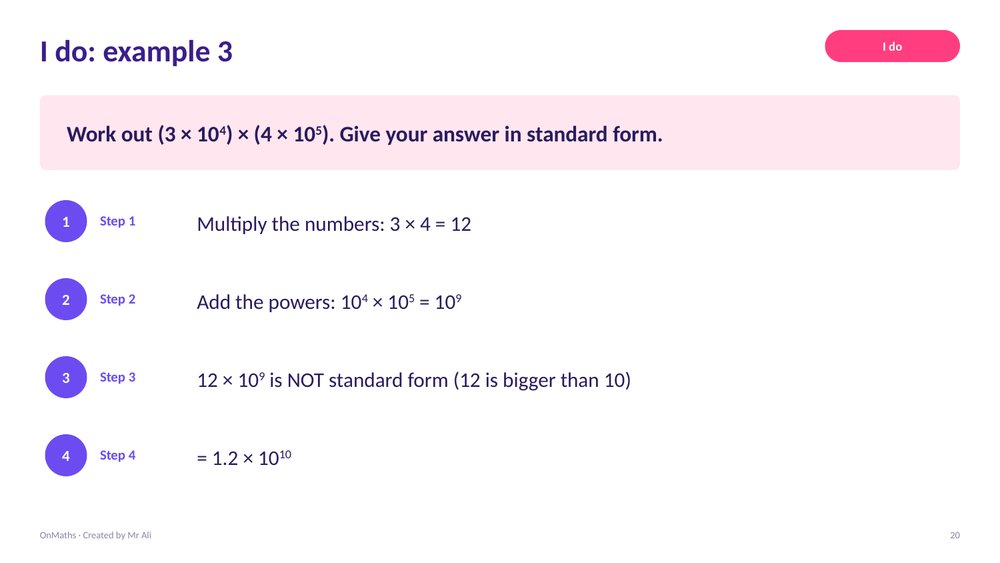 I do: example 3
I do
Work out (3 × 10⁴) × (4 × 10⁵). Give your answer in standard form.
1 Step 1 Multiply the numbers: 3 × 4 = 12
2 Step 2 Add the powers: 10⁴ × 10⁵ = 10⁹
3 Step 3 12 × 10⁹ is NOT standard form (12 is bigger than 10)
4 Step 4 = 1.2 × 10¹⁰
OnMaths · Created by Mr Ali 20